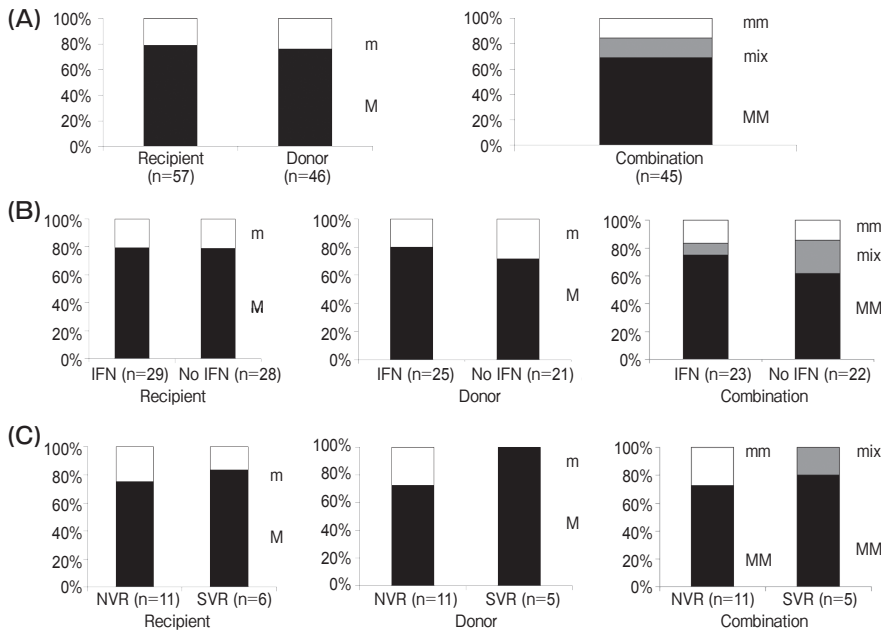 (A)
100%
80%
60%
40%
20%
0%
m
M
Recipient
(n=57)
Donor
(n=46)
100%
80%
60%
40%
20%
0%
mm
mix
MM
Combination
(n=45)
(B)
100%
80%
60%
40%
20%
0%
m
M
IFN (n=29) No IFN (n=28)
Recipient
100%
80%
60%
40%
20%
0%
m
M
IFN (n=25) No IFN (n=21)
Donor
100%
80%
60%
40%
20%
0%
mm
mix
MM
IFN (n=23) No IFN (n=22)
Combination
(C)
100%
80%
60%
40%
20%
0%
m
M
NVR (n=11) SVR (n=6)
Recipient
100%
80%
60%
40%
20%
0%
m
M
NVR (n=11) SVR (n=5)
Donor
100%
80%
60%
40%
20%
0%
mm
MM
mix
MM
NVR (n=11) SVR (n=5)
Combination